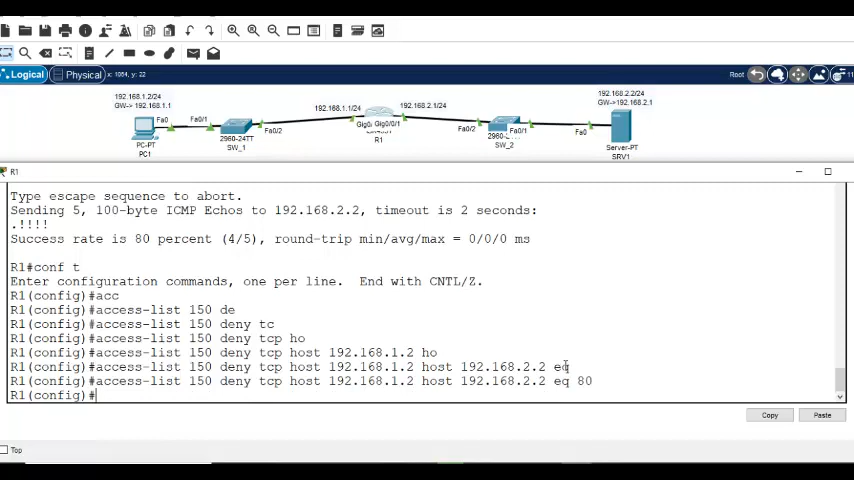 Logical
Physical
x: 1064, y: 22
Root
192.168.1.2/24
GW-> 192.168.1.1
192.168.1.1/24
192.168.2.1/24
192.168.2.2/24
GW-> 192.168.2.1
Fa0
Fa0/1
Fa0/2
Gig0/0/1
Fa0/2
Fa0/1
Fa0
PC-PT
PC1
2960-24TT
SW_1
R1
SW_2
Server-PT
SRV1
R1
Type escape sequence to abort.
Sending 5, 100-byte ICMP Echos to 192.168.2.2, timeout is 2 seconds:
.!!!!
Success rate is 80 percent (4/5), round-trip min/avg/max = 0/0/0 ms
R1#conf t
Enter configuration commands, one per line.  End with CNTL/Z.
R1(config)#acc
R1(config)#access-list 150 de
R1(config)#access-list 150 deny tc
R1(config)#access-list 150 deny tcp ho
R1(config)#access-list 150 deny tcp host 192.168.1.2 ho
R1(config)#access-list 150 deny tcp host 192.168.1.2 host 192.168.2.2 eq
R1(config)#access-list 150 deny tcp host 192.168.1.2 host 192.168.2.2 eq 80
R1(config)#
Copy
Paste
Top